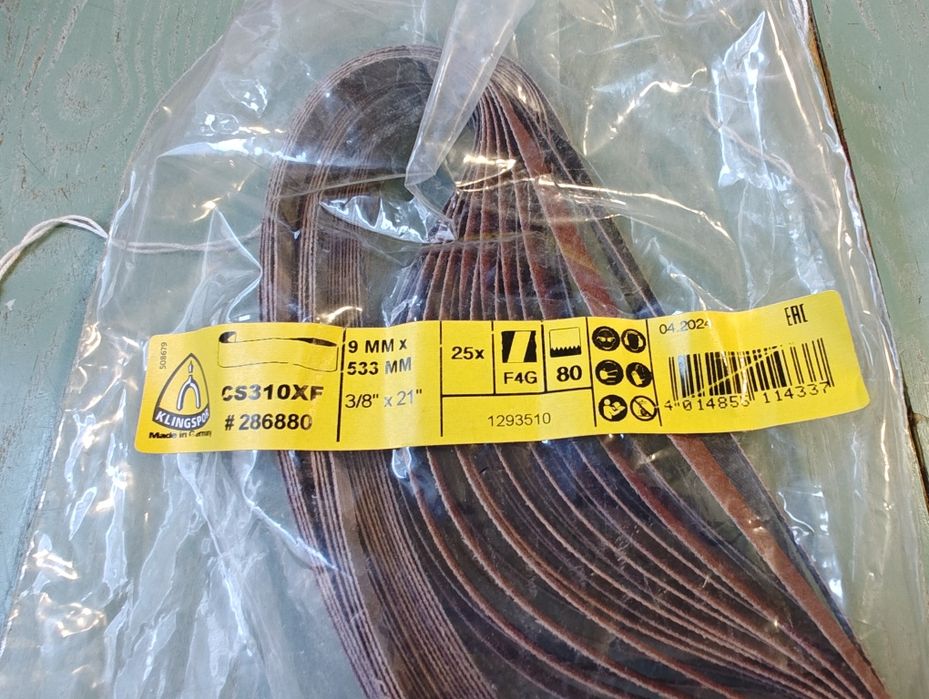 508679
KLINGSPOR
Made in Germany
CS310XF
# 286880
9 MM x
533 MM
3/8" x 21"
25x
F4G
80
1293510
04.2024
EAC
4 014855 114337